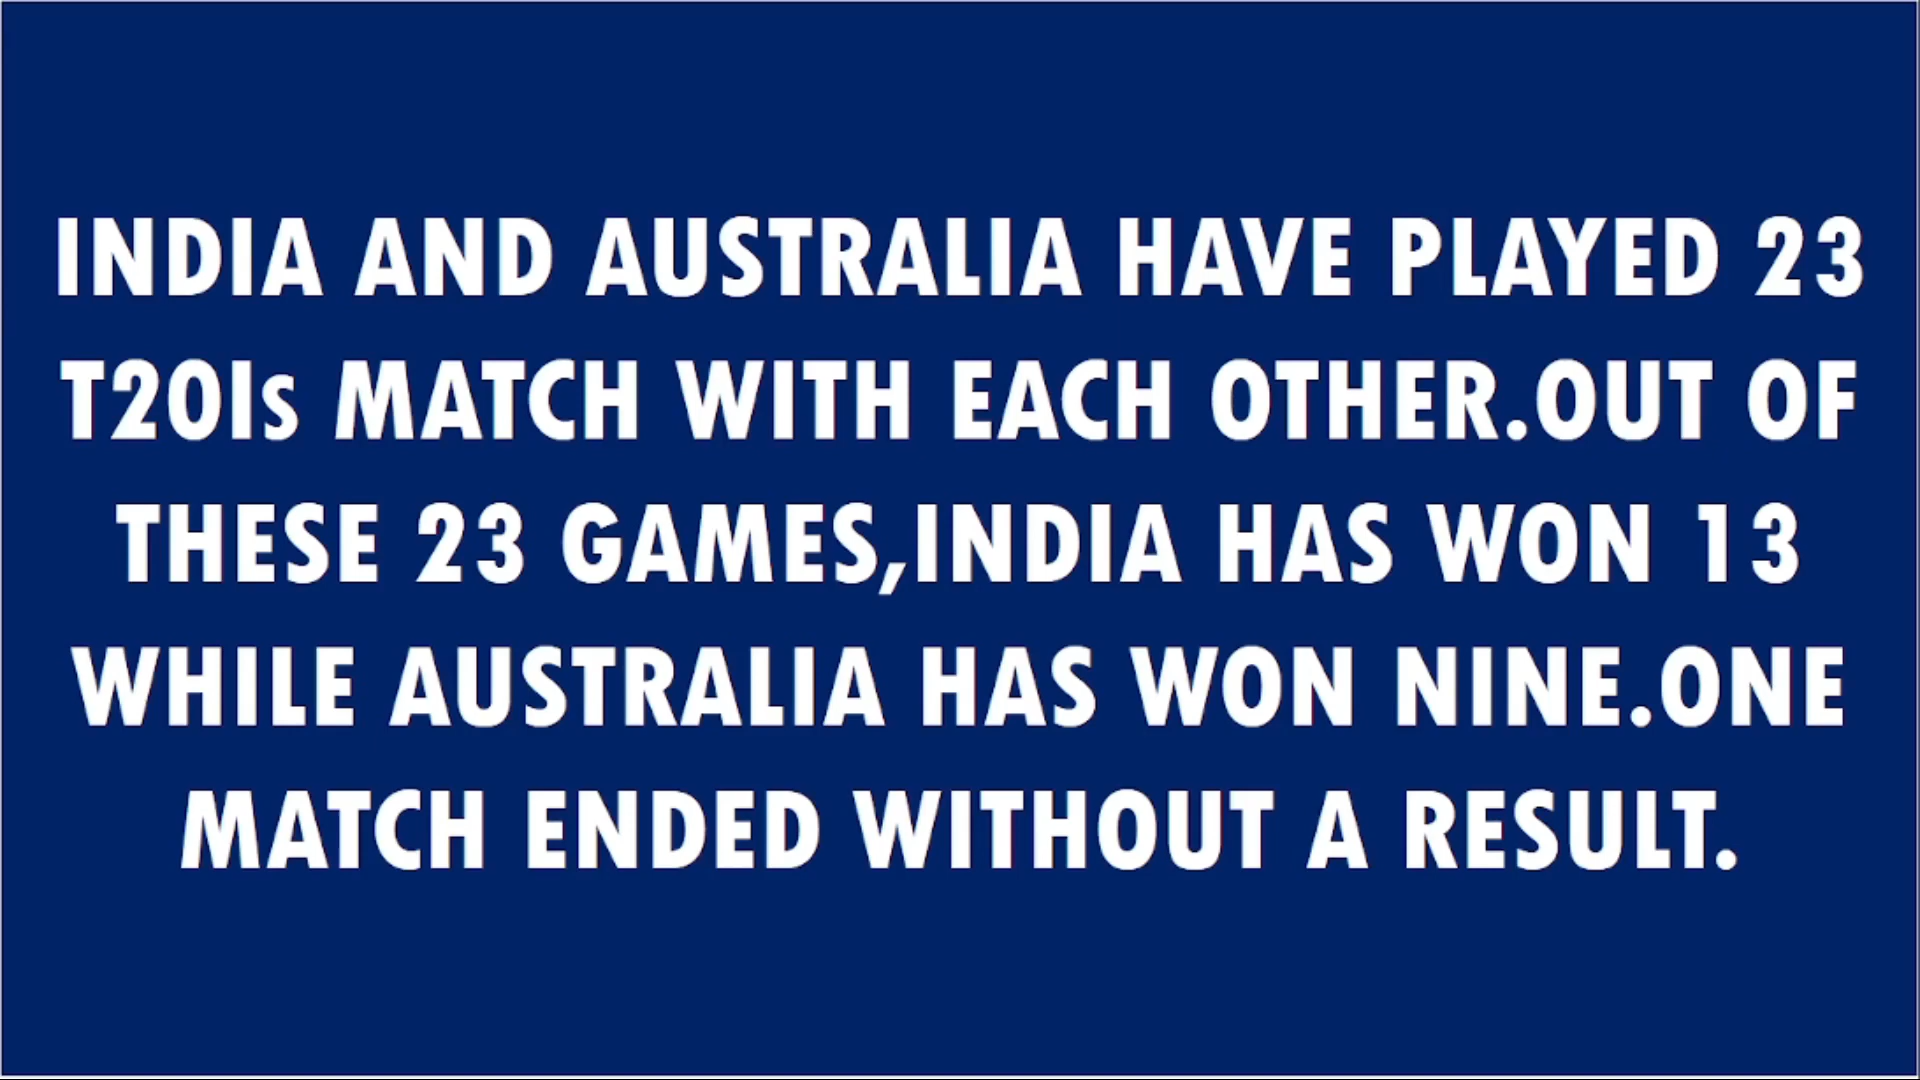 INDIA AND AUSTRALIA HAVE PLAYED 23
T20Is MATCH WITH EACH OTHER.OUT OF
THESE 23 GAMES,INDIA HAS WON 13
WHILE AUSTRALIA HAS WON NINE.ONE
MATCH ENDED WITHOUT A RESULT.